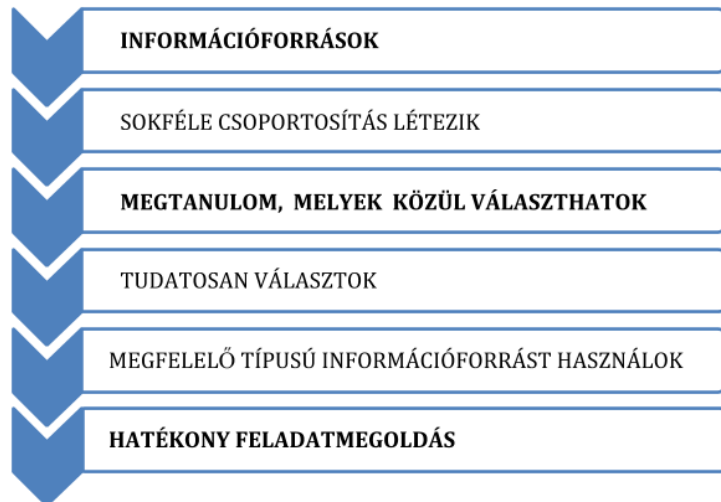 INFORMÁCIÓFORRÁSOK
SOKFÉLE CSOPORTOSÍTÁS LÉTEZIK
MEGTANULOM, MELYEK KÖZÜL VÁLASZTHATOK
TUDATOSAN VÁLASZTOK
MEGFELELŐ TÍPUSÚ INFORMÁCIÓFORRÁST HASZNÁLOK
HATÉKONY FELADATMEGOLDÁS